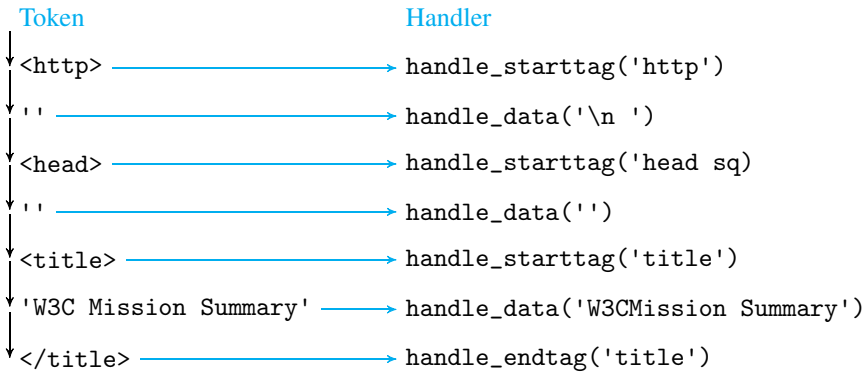 Token Handler
<http> handle_starttag('http')
'' handle_data('\n ')
<head> handle_starttag('head sq)
'' handle_data('')
<title> handle_starttag('title')
'W3C Mission Summary' handle_data('W3CMission Summary')
</title> handle_endtag('title')